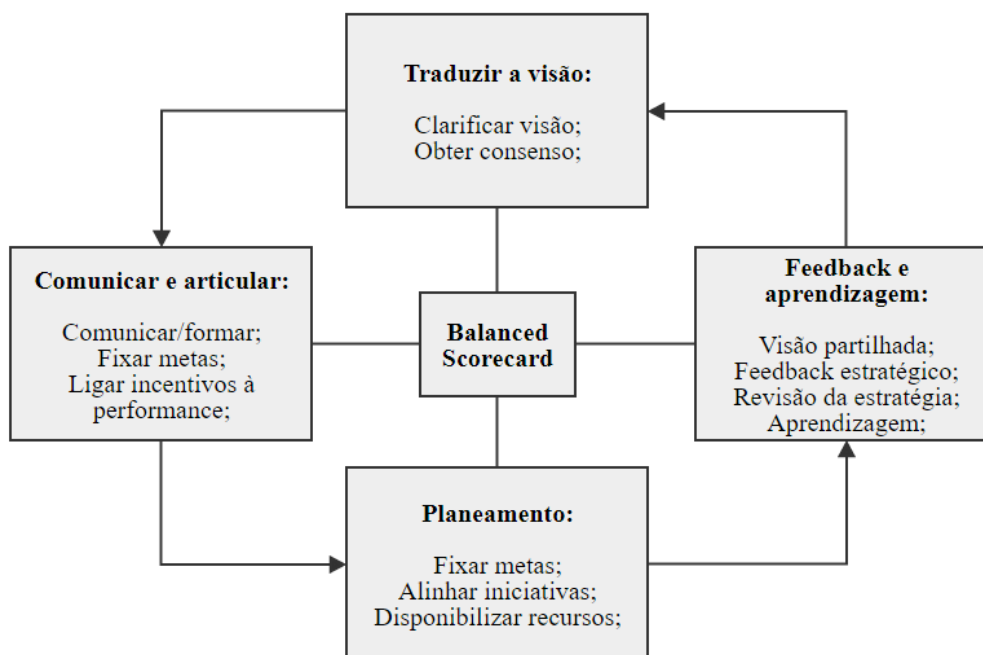 Traduzir a visão:
Clarificar visão;
Obter consenso;
Comunicar e articular:
Comunicar/formar;
Fixar metas;
Ligar incentivos à
performance;
Balanced
Scorecard
Feedback e
aprendizagem:
Visão partilhada;
Feedback estratégico;
Revisão da estratégia;
Aprendizagem;
Planeamento:
Fixar metas;
Alinhar iniciativas;
Disponibilizar recursos;